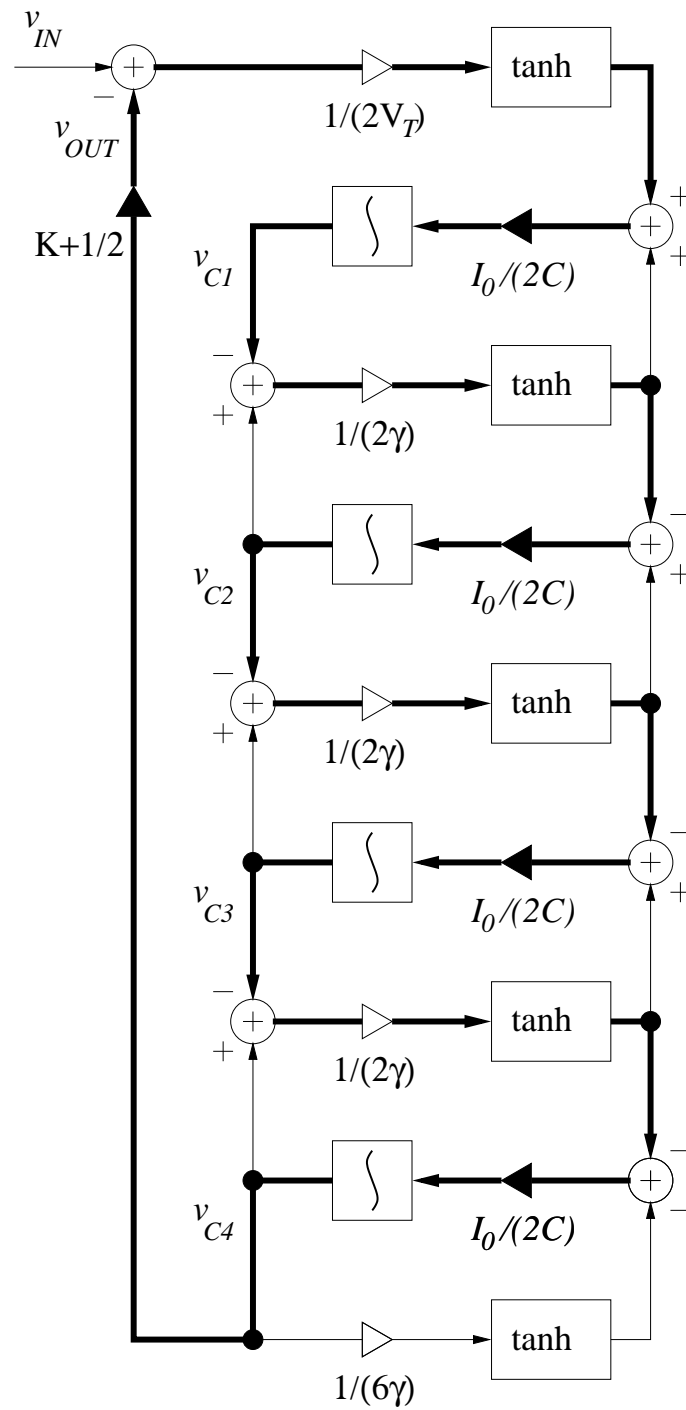 v_IN
+
−
tanh
1/(2V_T)
v_OUT
+
+
+
K+1/2
∫
v_C1
I_0/(2C)
−
+
+
tanh
1/(2γ)
−
+
+
∫
v_C2
I_0/(2C)
−
+
+
tanh
1/(2γ)
−
+
+
∫
v_C3
I_0/(2C)
−
+
+
tanh
1/(2γ)
−
+
−
∫
v_C4
I_0/(2C)
tanh
1/(6γ)